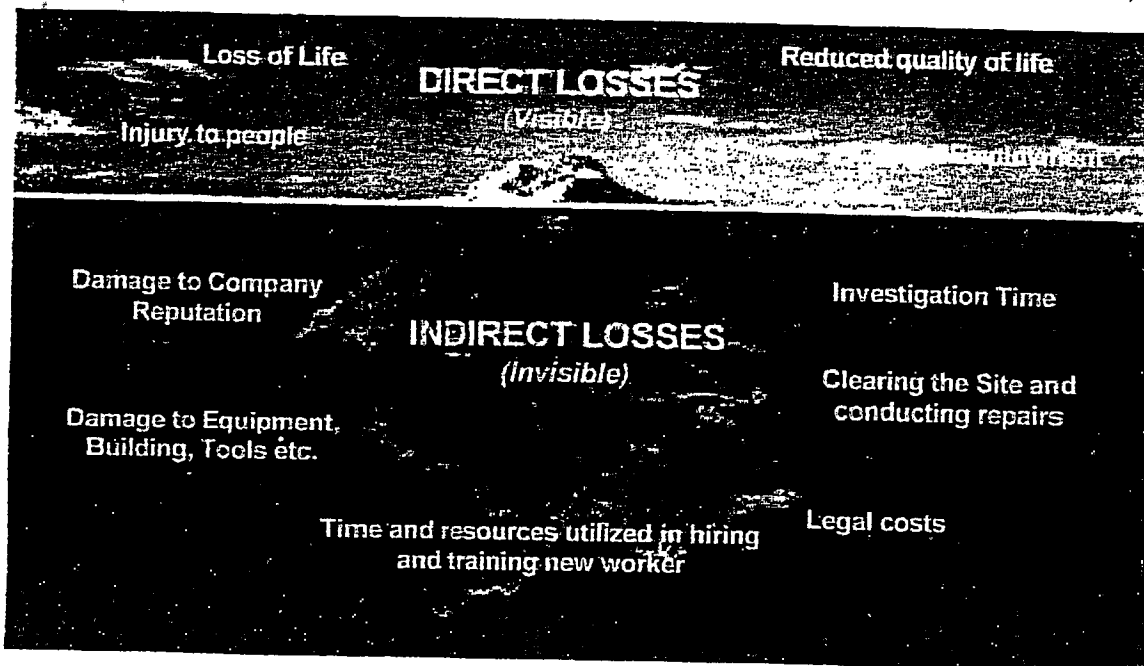 Loss of Life
Reduced quality of life
DIRECT LOSSES
(Visible)
Injury to people
Employment
Damage to Company
Reputation
Investigation Time
INDIRECT LOSSES
(Invisible)
Clearing the Site and
conducting repairs
Damage to Equipment,
Building, Tools etc.
Legal costs
Time and resources utilized in hiring
and training new worker